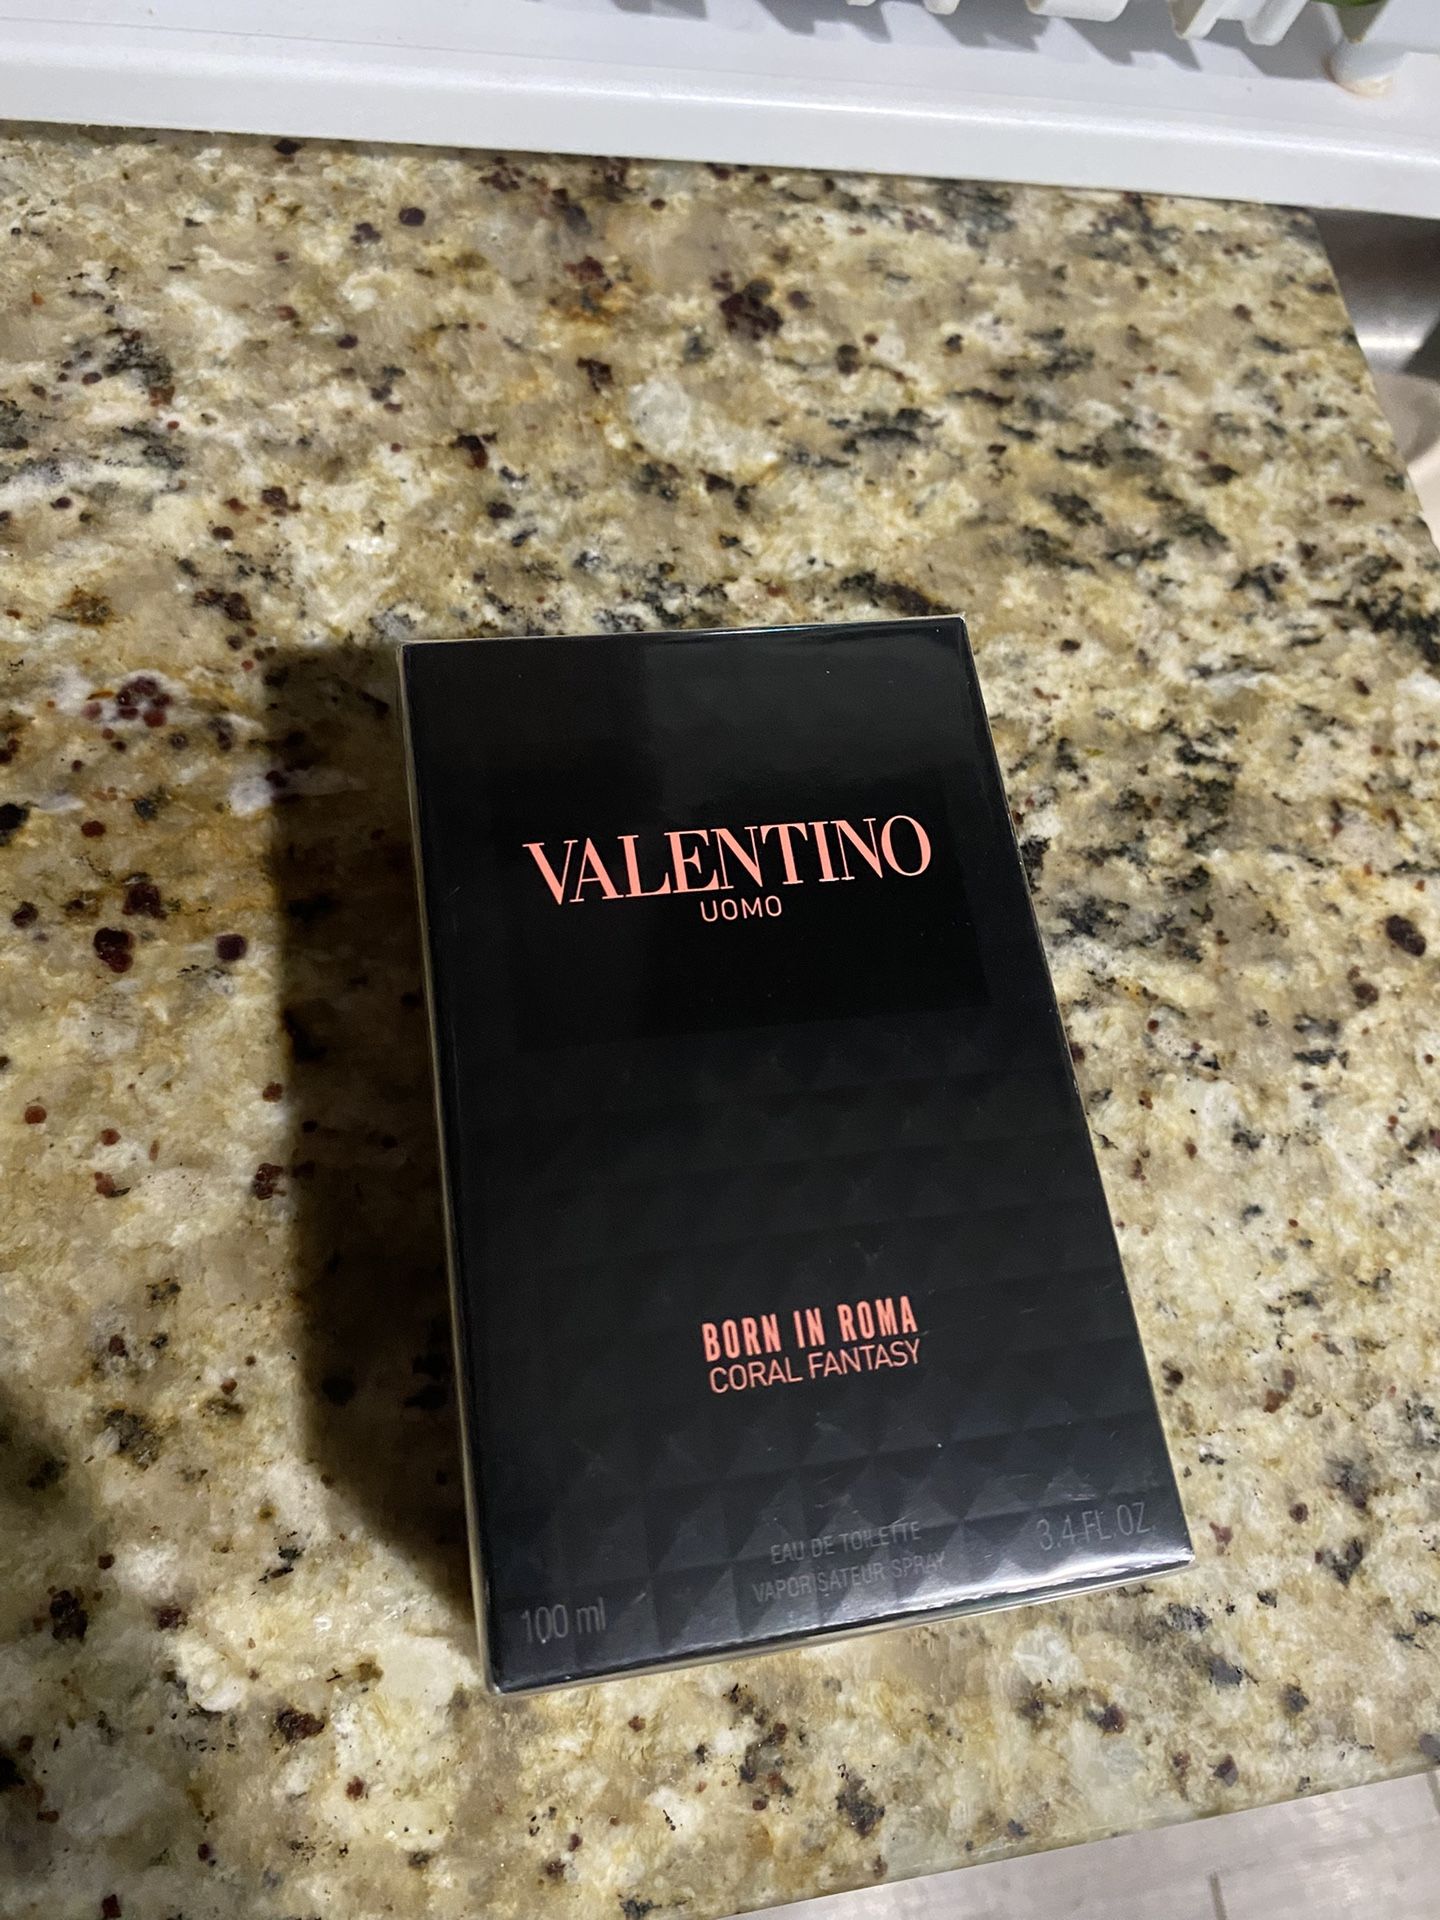 VALENTINO
UOMO
BORN IN ROMA
CORAL FANTASY
EAU DE TOILETTE
VAPORISATEUR SPRAY
100 ml
3.4 FL.OZ.